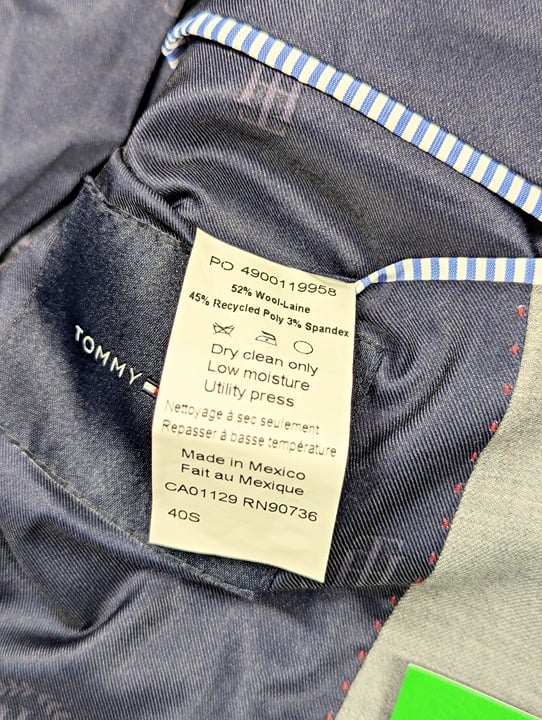 TOMMY
PO 4900119958
52% Wool-Laine
45% Recycled Poly 3% Spandex
Dry clean only
Low moisture
Utility press
Nettoyage à sec seulement
Repasser à basse température
Made in Mexico
Fait au Mexique
CA01129 RN90736
40S